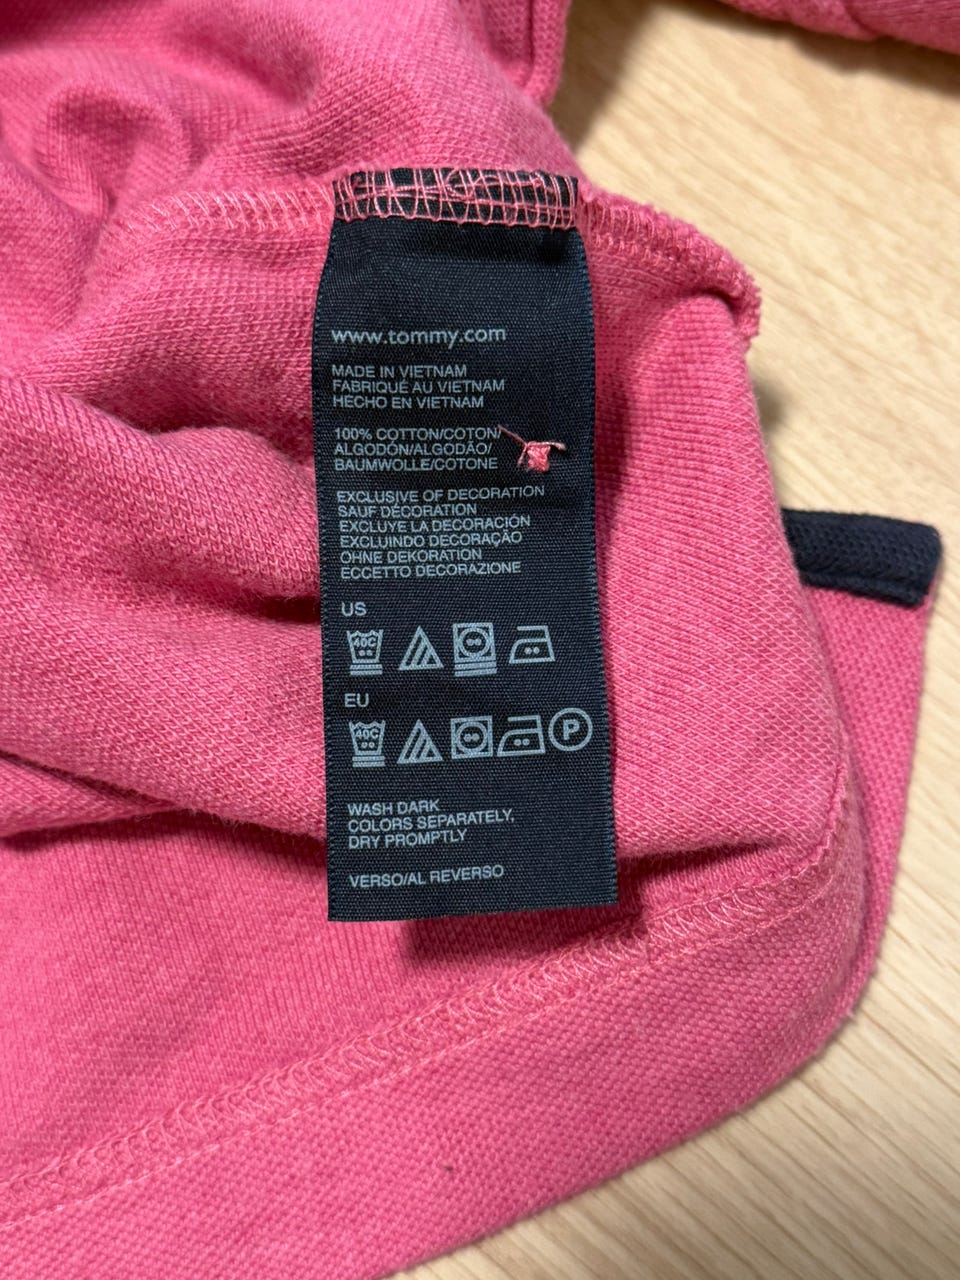 www.tommy.com
MADE IN VIETNAM
FABRIQUÉ AU VIETNAM
HECHO EN VIETNAM
100% COTTON/COTON/
ALGODÓN/ALGODÃO/
BAUMWOLLE/COTONE
EXCLUSIVE OF DECORATION
SAUF DÉCORATION
EXCLUYE LA DECORACIÓN
EXCLUINDO DECORAÇÃO
OHNE DEKORATION
ECCETTO DECORAZIONE
US
40C
EU
40C P
WASH DARK
COLORS SEPARATELY,
DRY PROMPTLY
VERSO/AL REVERSO